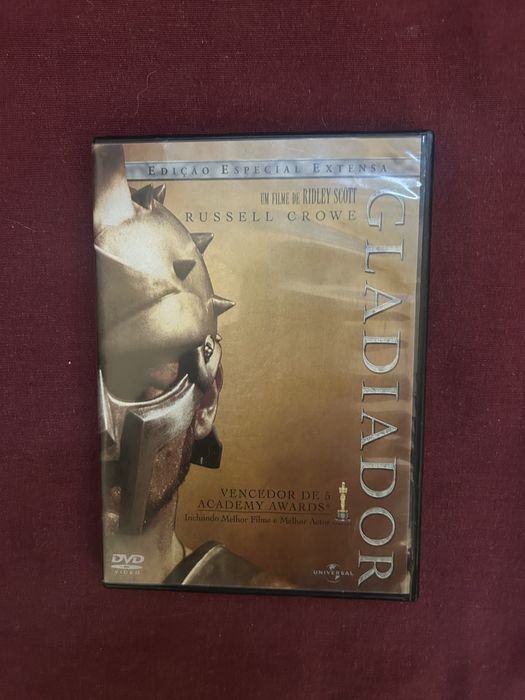 EDIÇÃO ESPECIAL EXTENSA
UM FILME DE RIDLEY SCOTT
RUSSELL CROWE
GLADIADOR
VENCEDOR DE 5
ACADEMY AWARDS®
Incluindo Melhor Filme e Melhor Actor
DVD
VIDEO
UNIVERSAL